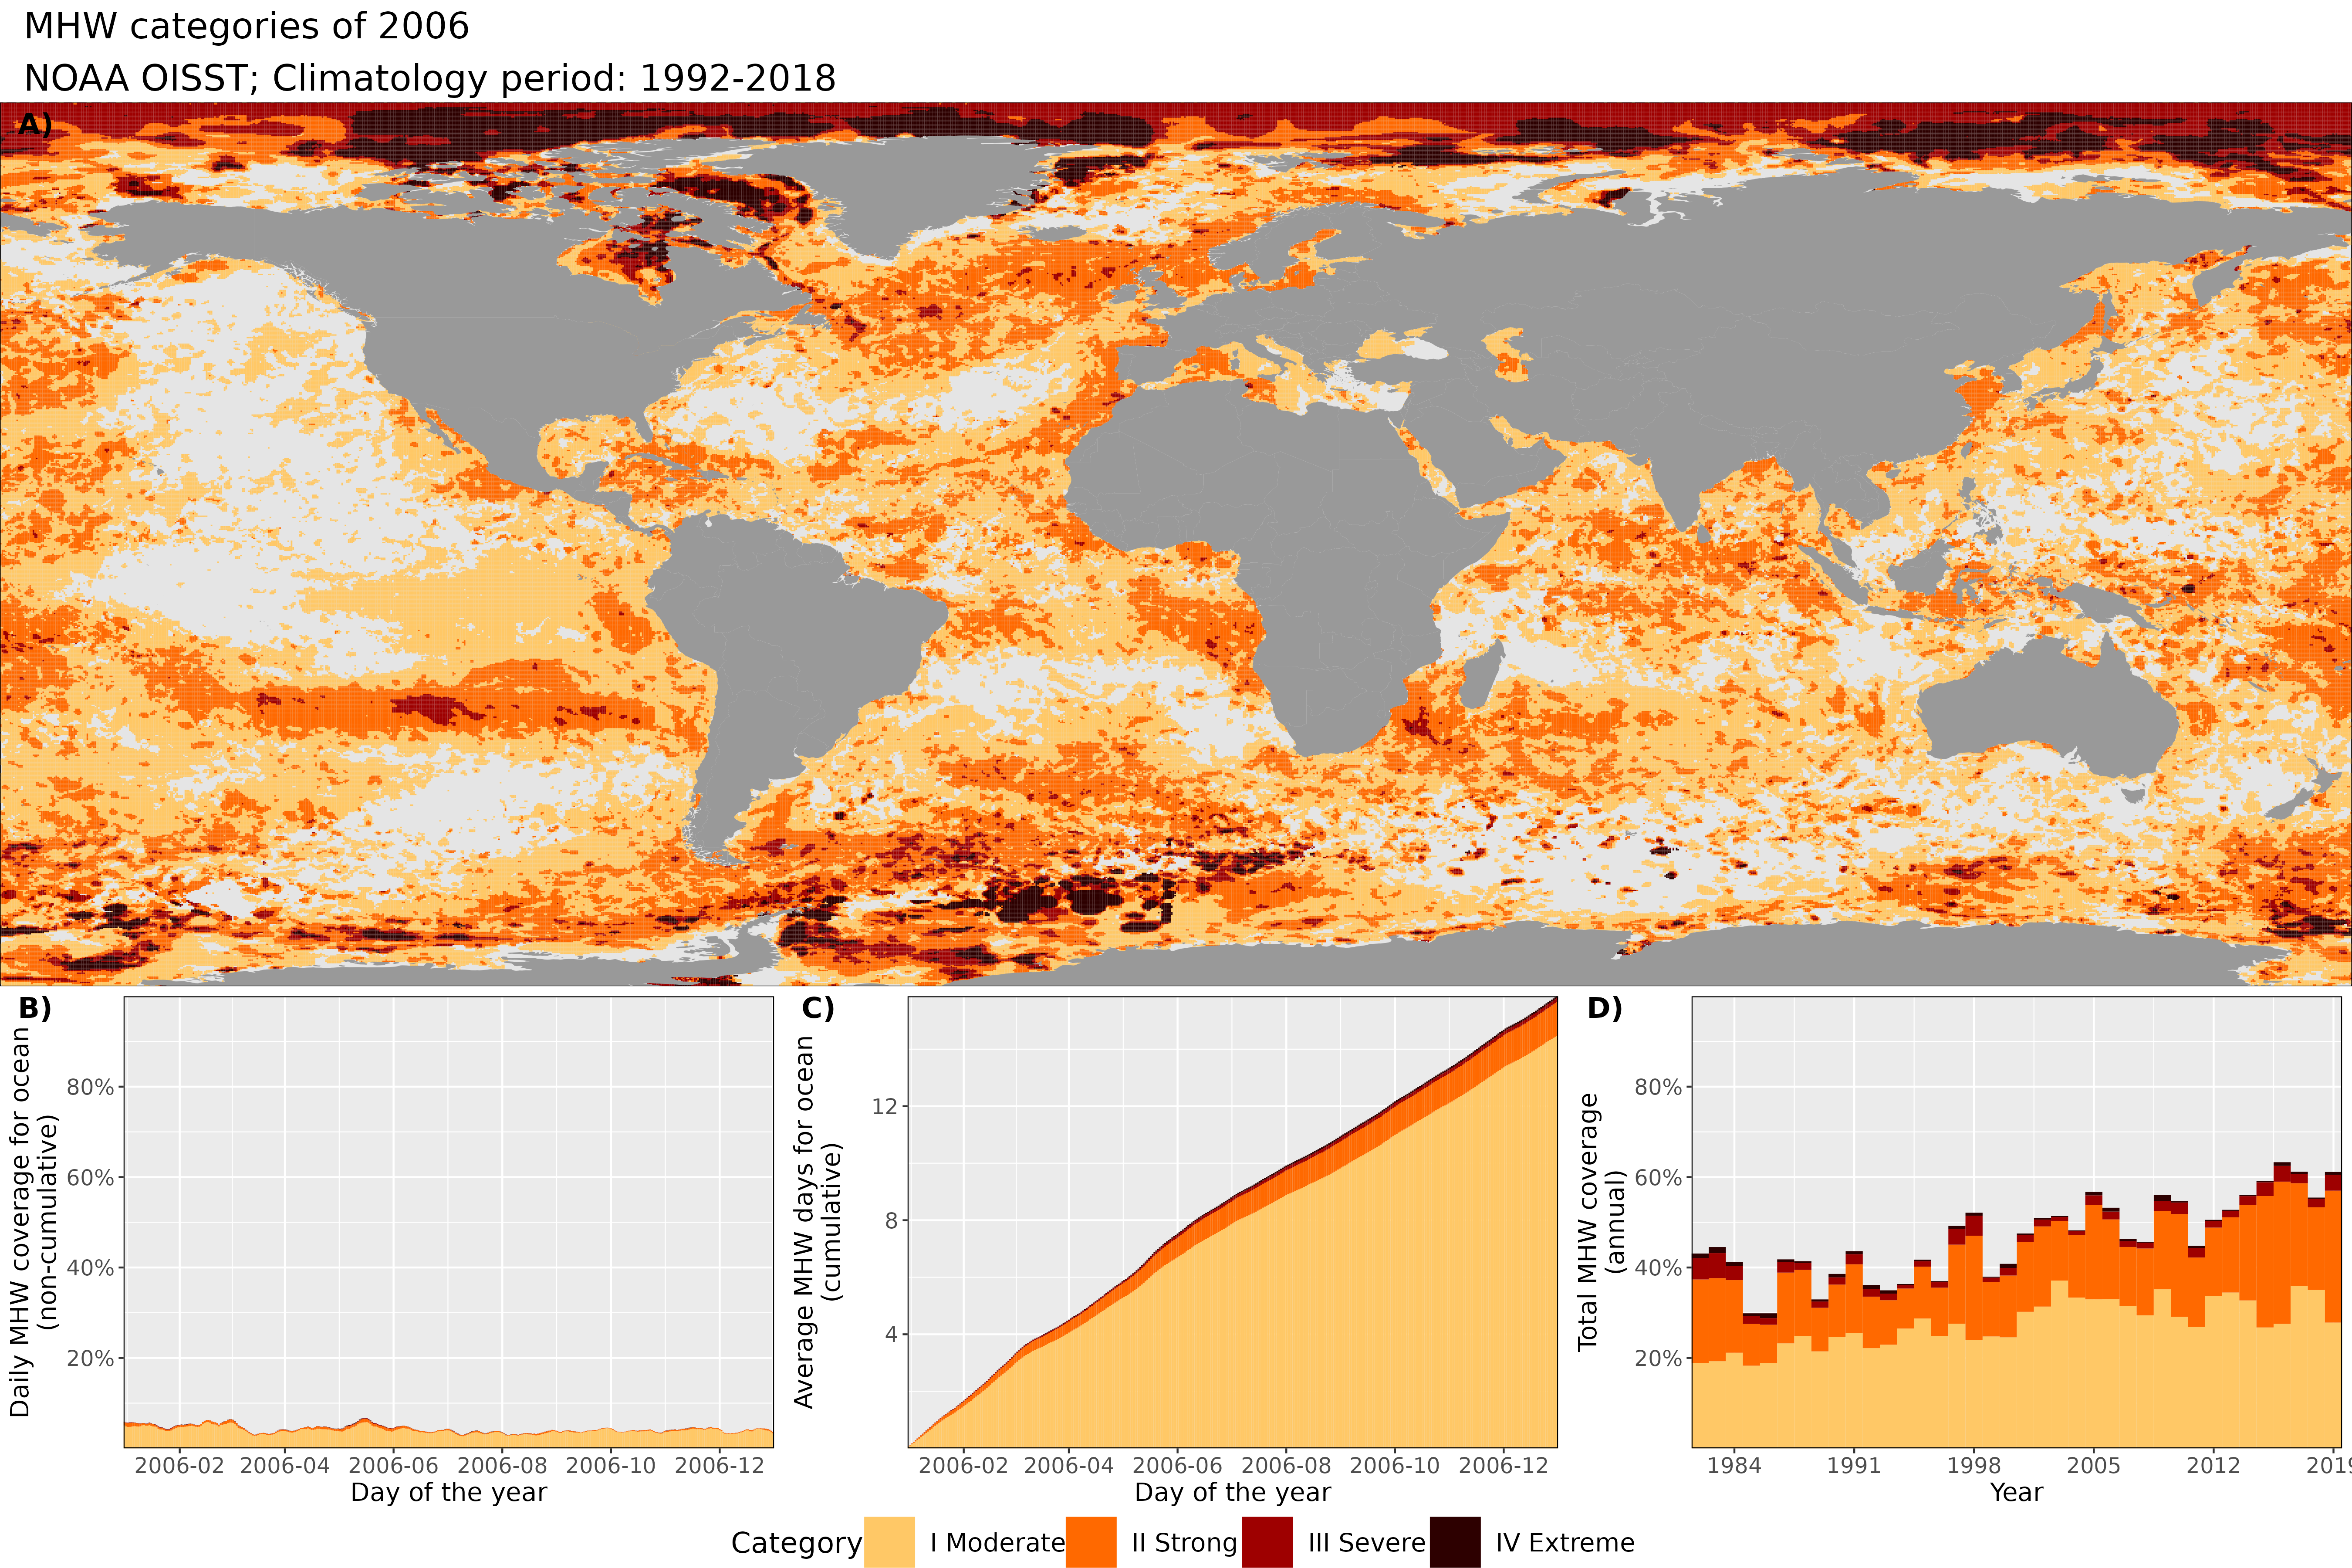 MHW categories of 2006
NOAA OISST; Climatology period: 1992-2018
A)
B)
Daily MHW coverage for ocean
(non-cumulative)
80%
60%
40%
20%
2006-02 2006-04 2006-06 2006-08 2006-10 2006-12
Day of the year
C)
Average MHW days for ocean
(cumulative)
12
8
4
2006-02 2006-04 2006-06 2006-08 2006-10 2006-12
Day of the year
D)
Total MHW coverage
(annual)
80%
60%
40%
20%
1984 1991 1998 2005 2012 2019
Year
Category I Moderate II Strong III Severe IV Extreme